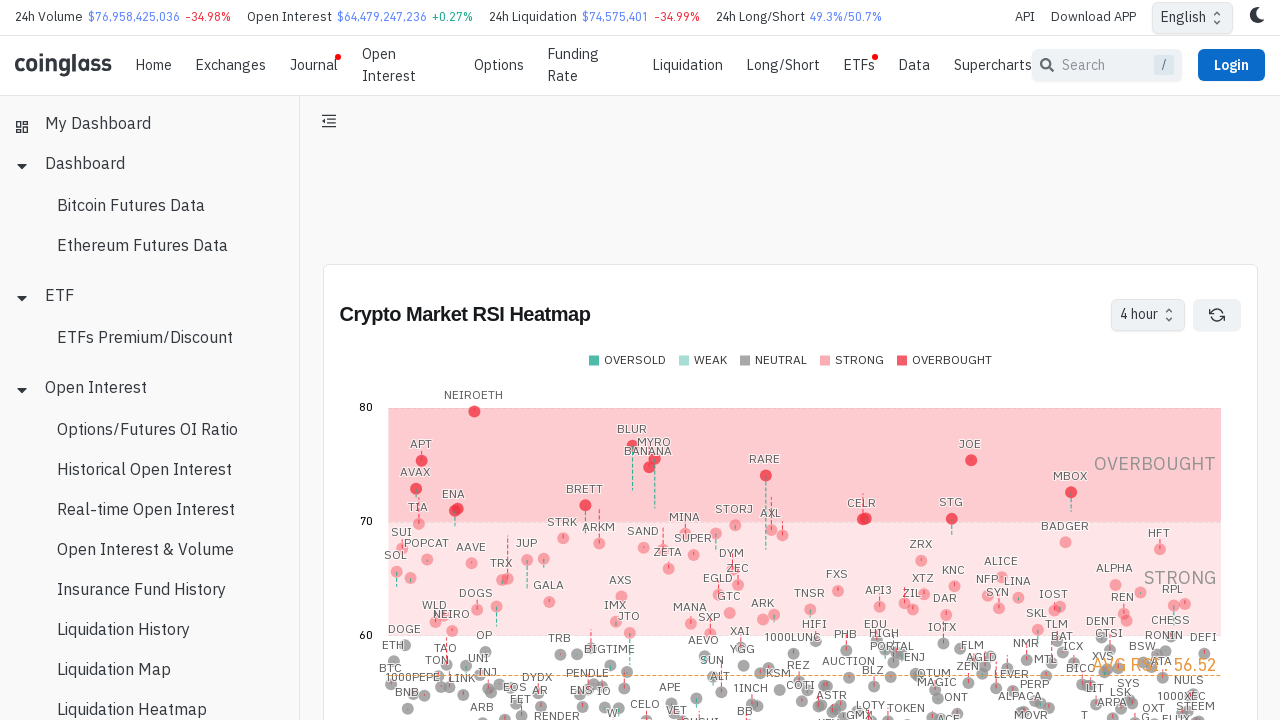 24h Volume $76,958,425,036 -34.98% Open Interest $64,479,247,236 +0.27% 24h Liquidation $74,575,401 -34.99% 24h Long/Short 49.3%/50.7% API Download APP English
coinglass Home Exchanges Journal Open Interest Options Funding Rate Liquidation Long/Short ETFs Data Supercharts Search / Login
My Dashboard
Dashboard
Bitcoin Futures Data
Ethereum Futures Data
ETF
ETFs Premium/Discount
Open Interest
Options/Futures OI Ratio
Historical Open Interest
Real-time Open Interest
Open Interest & Volume
Insurance Fund History
Liquidation History
Liquidation Map
Liquidation Heatmap
Crypto Market RSI Heatmap 4 hour
OVERSOLD WEAK NEUTRAL STRONG OVERBOUGHT
NEIROETH
80
BLUR
APT MYRO JOE
BANANA
RARE OVERBOUGHT
AVAX MBOX
BRETT
ENA
CELR STG
TIA STORJ AXL
MINA
70
STRK ARKM BADGER
SUI SAND HFT
SUPER
POPCAT AAVE JUP ZRX
SOL ZETA DYM
TRX ZEC ALICE
FXS KNC ALPHA
AXS EGLD XTZ NFP LINA STRONG
GALA API3 RPL
DOGS GTC TNSR ZIL SYN IOST
ARK DAR REN
WLD IMX MANA
NEIRO JTO SXP SKL CHESS
HIFI EDU TLM DENT
DOGE IOTX
60
OP XAI PHB HIGH BAT CTSI RONIN DEFI
ETH TRB AEVO 1000LUNC
TAO BIGTIME YGG PORTAL FLM NMR ICX BSW
TON UNI SUN AUCTION ENJ AGLD MTL XVS
BTC REZ ZEN BICO AVG RSI : 56.52
1000PEPE LINK INJ PENDLE ALT KSM BLZ QTUM LEVER
DYDX NULS
BNB EOS AR ENS IO APE 1INCH COTI MAGIC PERP LIT SYS
FET ASTR ONT ALPACA LSK 1000XEC
ARB CELO VET BB LQTY TOKEN ARPA OXT STEEM
RENDER GMX ACE MOVR T